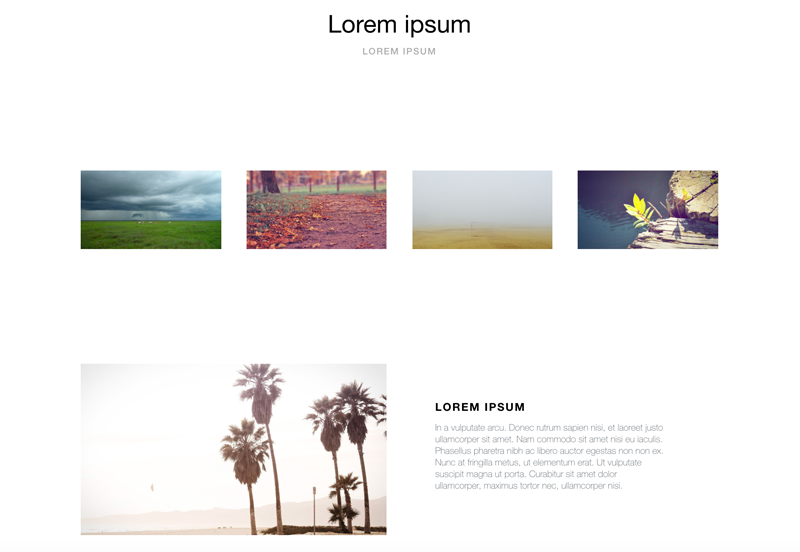 Lorem ipsum
LOREM IPSUM
LOREM IPSUM
In a vulputate arcu. Donec rutrum sapien nisi, et laoreet justo
ullamcorper sit amet. Nam commodo sit amet nisi eu iaculis.
Phasellus pharetra nibh ac libero auctor egestas non non ex.
Nunc at fringilla metus, ut elementum erat. Ut vulputate
suscipit magna ut porta. Curabitur sit amet dolor
ullamcorper, maximus tortor nec, ullamcorper nisi.